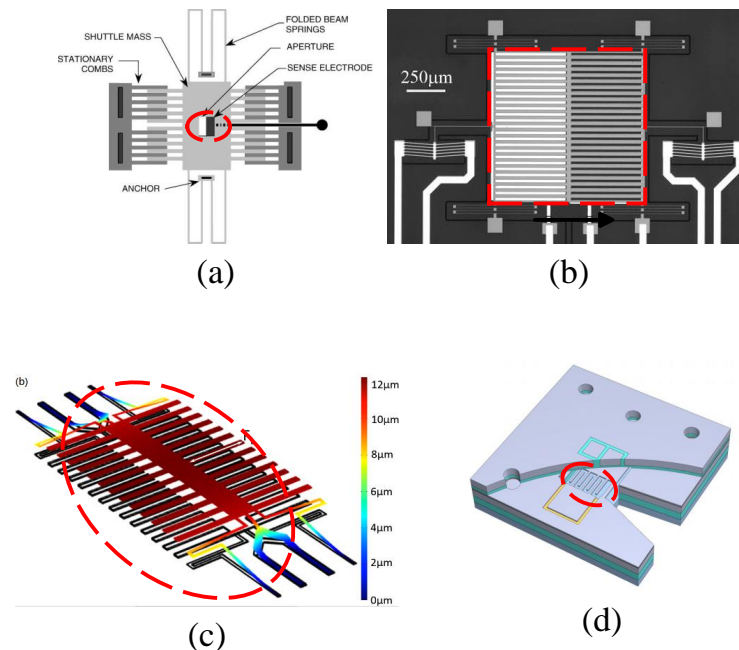 SHUTTLE MASS
FOLDED BEAM
SPRINGS
APERTURE
STATIONARY
COMBS
SENSE ELECTRODE
ANCHOR
(a)
250μm
(b)
(b)
12μm
10μm
8μm
6μm
4μm
2μm
0μm
(c)
(d)